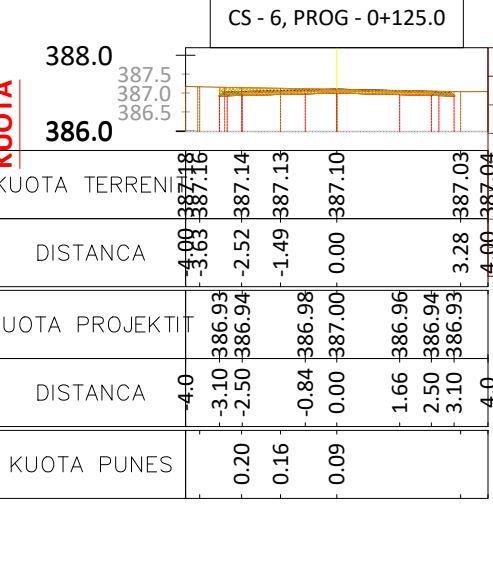 CS - 6, PROG - 0+125.0
KUOTA
388.0
387.5
387.0
386.5
386.0
KUOTA TERRENIT -387.18 -387.16 -387.14 -387.13 -387.10 -387.03 -387.04
DISTANCA -4.00 -3.63 -2.52 -1.49 0.00 3.28 4.00
UOTA PROJEKTIT -386.93 -386.94 -386.98 -387.00 -386.96 -386.94 -386.93
DISTANCA -4.0 -3.10 -2.50 -0.84 0.00 1.66 2.50 3.10 4.0
KUOTA PUNES 0.20 0.16 0.09